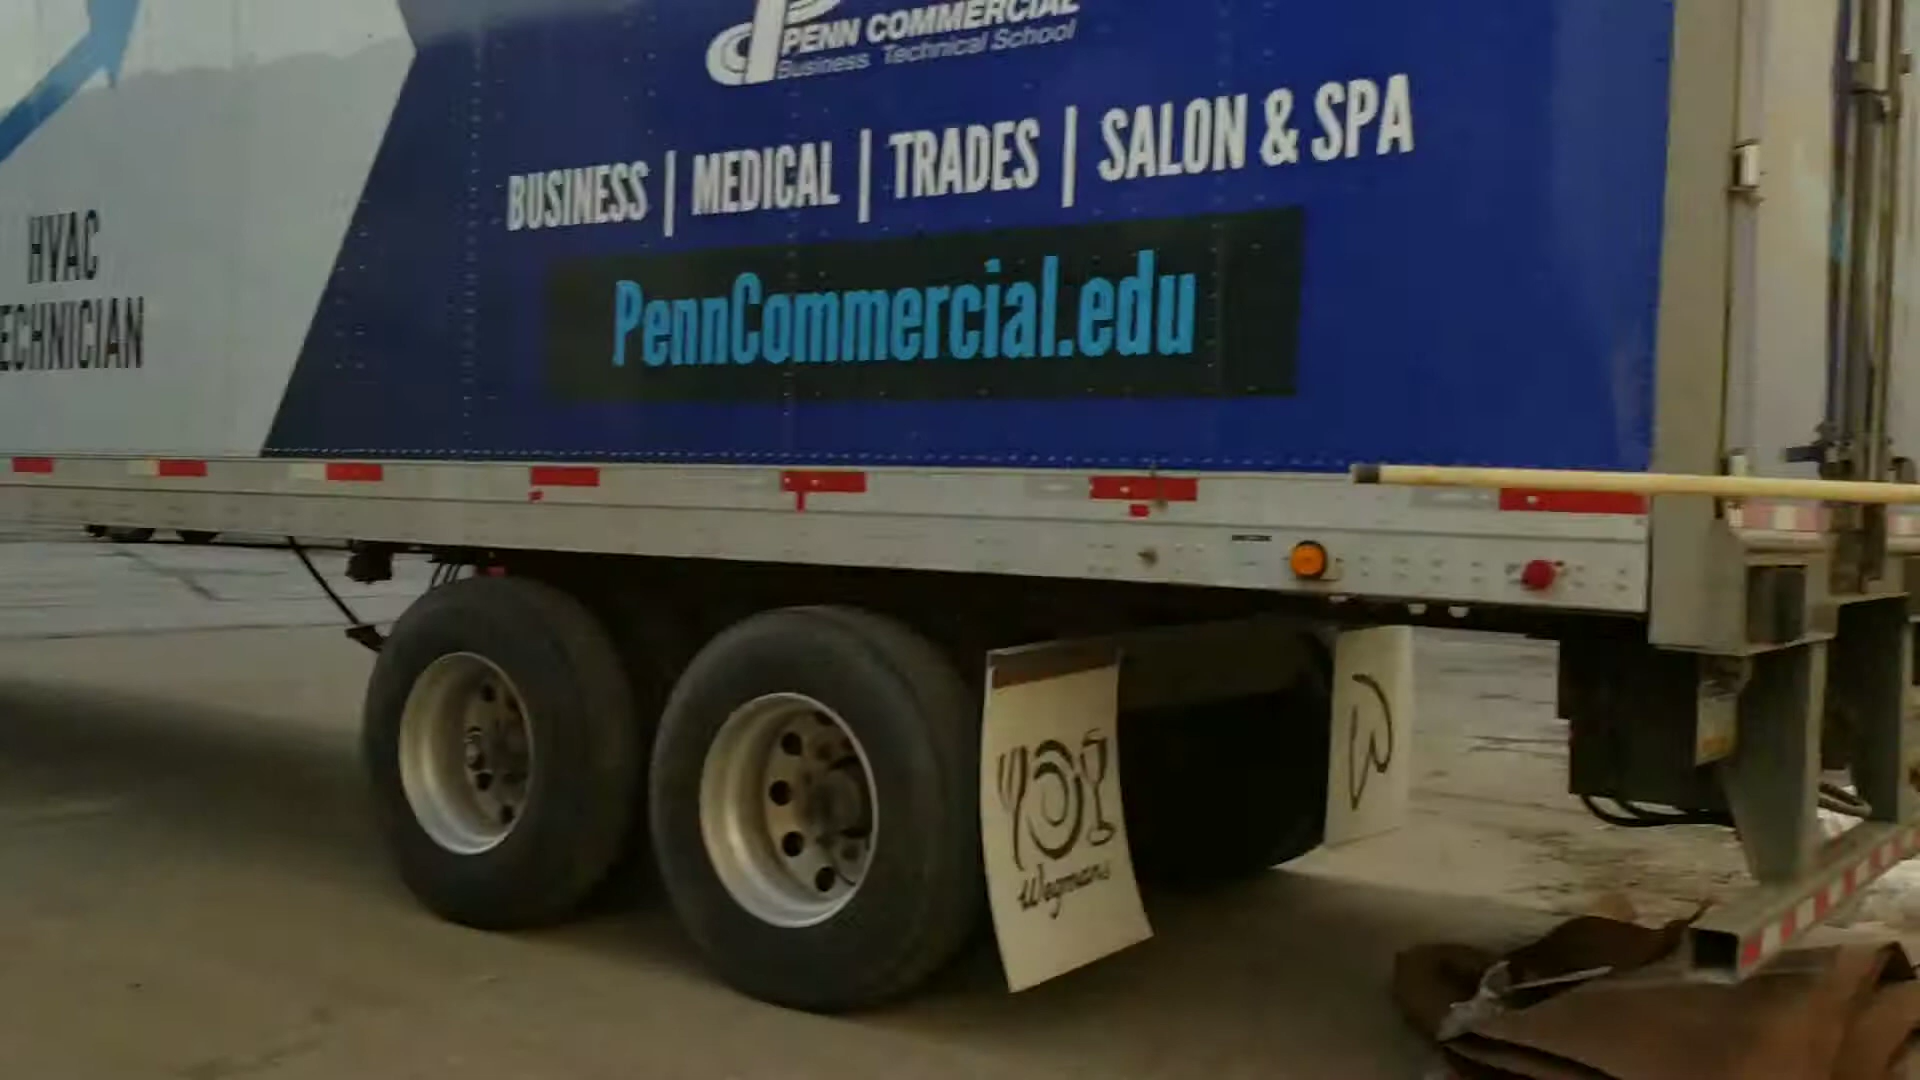 PENN COMMERCIAL
Business Technical School
BUSINESS | MEDICAL | TRADES | SALON & SPA
PennCommercial.edu
HVAC
ECHNICIAN
Wegmans
W